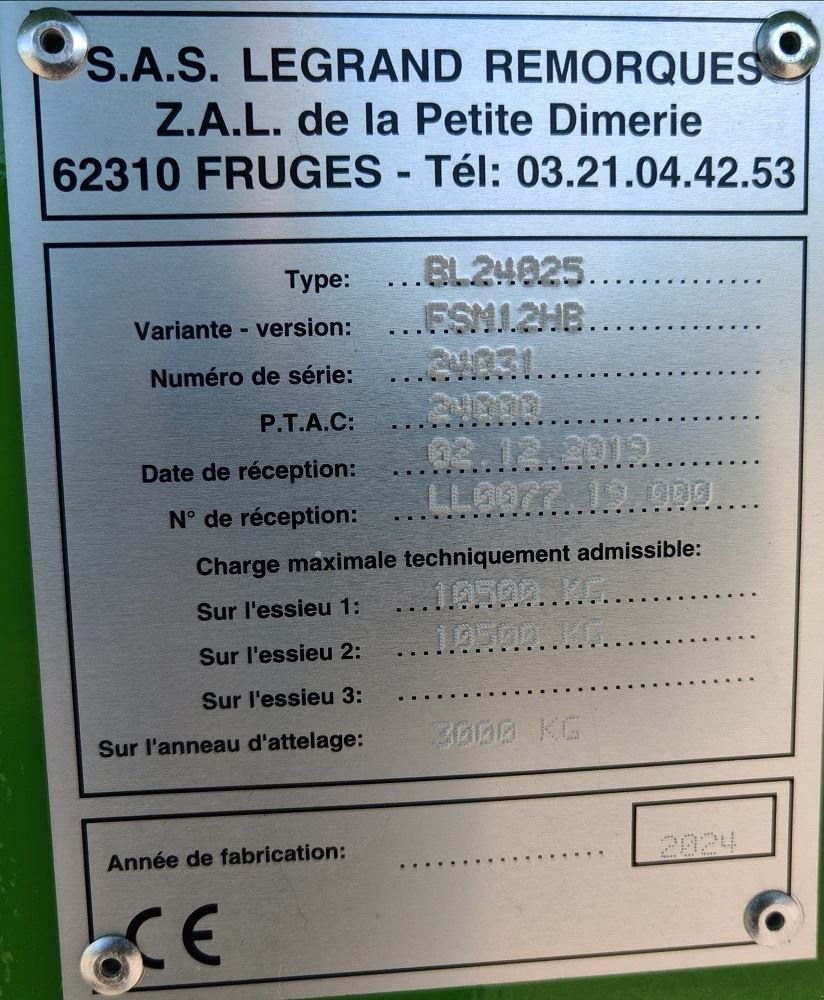 S.A.S. LEGRAND REMORQUES
Z.A.L. de la Petite Dimerie
62310 FRUGES - Tél: 03.21.04.42.53
Type: BL24025
Variante - version: FSM12HB
Numéro de série: 24031
P.T.A.C: 24000
Date de réception: 02.12.2019
N° de réception: LL0077 19 000
Charge maximale techniquement admissible:
Sur l'essieu 1: 10500 KG
Sur l'essieu 2: 10500 KG
Sur l'essieu 3:
Sur l'anneau d'attelage: 3000 KG
Année de fabrication: 2024
CE